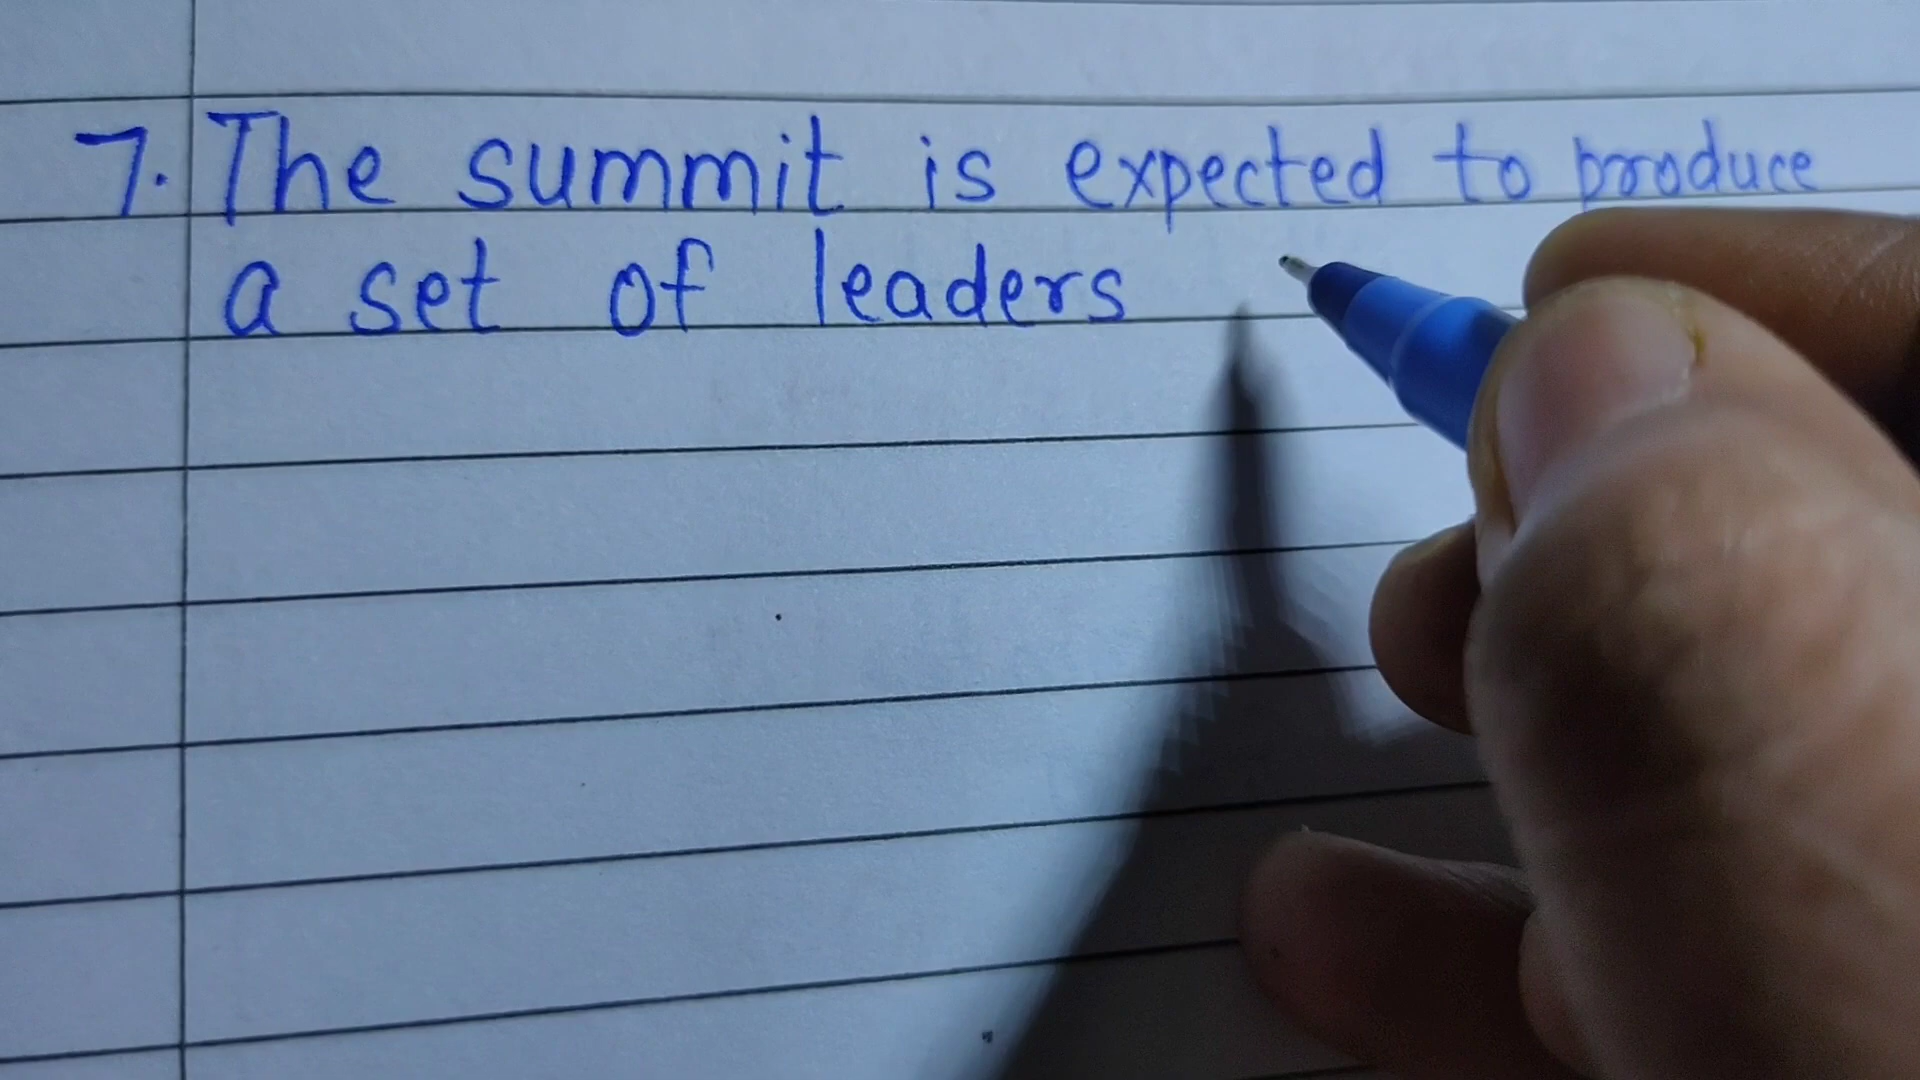 7. The summit is expected to produce
a set of leaders